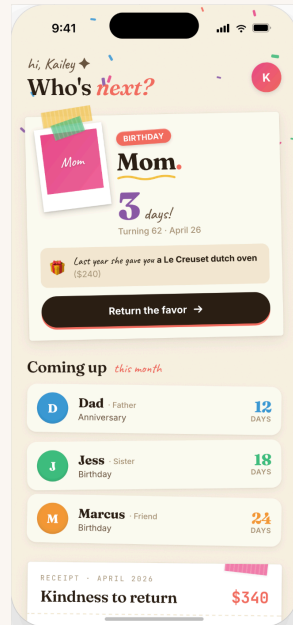 9:41
hi, Kailey
Who's next?
K
Mom
BIRTHDAY
Mom.
3 days!
Turning 62 · April 26
Last year she gave you a Le Creuset dutch oven
($240)
Return the favor →
Coming up this month
D
Dad · Father
Anniversary
12
DAYS
J
Jess · Sister
Birthday
18
DAYS
M
Marcus · Friend
Birthday
24
DAYS
RECEIPT · APRIL 2026
Kindness to return
$340